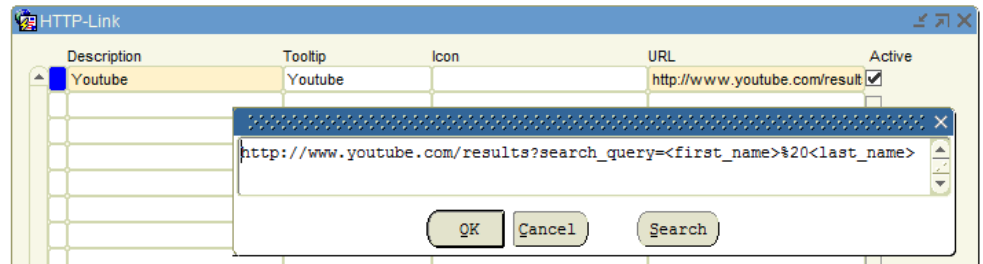 HTTP-Link
Description Tooltip Icon URL Active
Youtube Youtube http://www.youtube.com/result
http://www.youtube.com/results?search_query=<first_name>%20<last_name>
OK Cancel Search